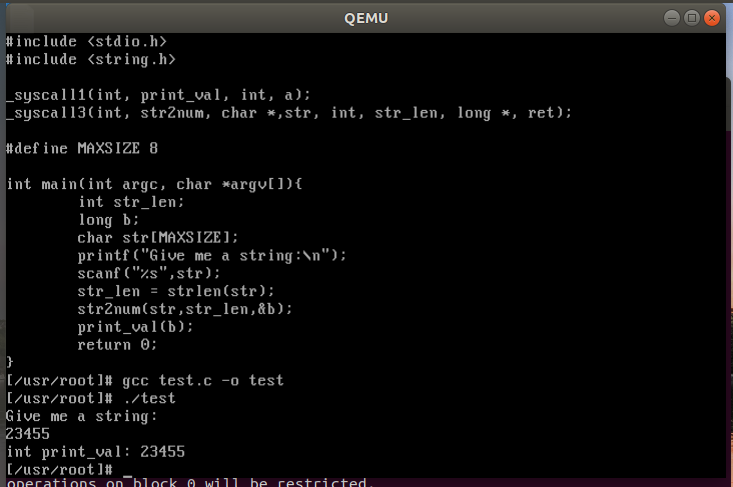 QEMU
#include <stdio.h>
#include <string.h>
_syscall1(int, print_val, int, a);
_syscall3(int, str2num, char *,str, int, str_len, long *, ret);
#define MAXSIZE 8
int main(int argc, char *argv[]){
        int str_len;
        long b;
        char str[MAXSIZE];
        printf("Give me a string:\n");
        scanf("%s",str);
        str_len = strlen(str);
        str2num(str,str_len,&b);
        print_val(b);
        return 0;
}
[/usr/root]# gcc test.c -o test
[/usr/root]# ./test
Give me a string:
23455
int print_val: 23455
[/usr/root]# _
operations on block 0 will be restricted.